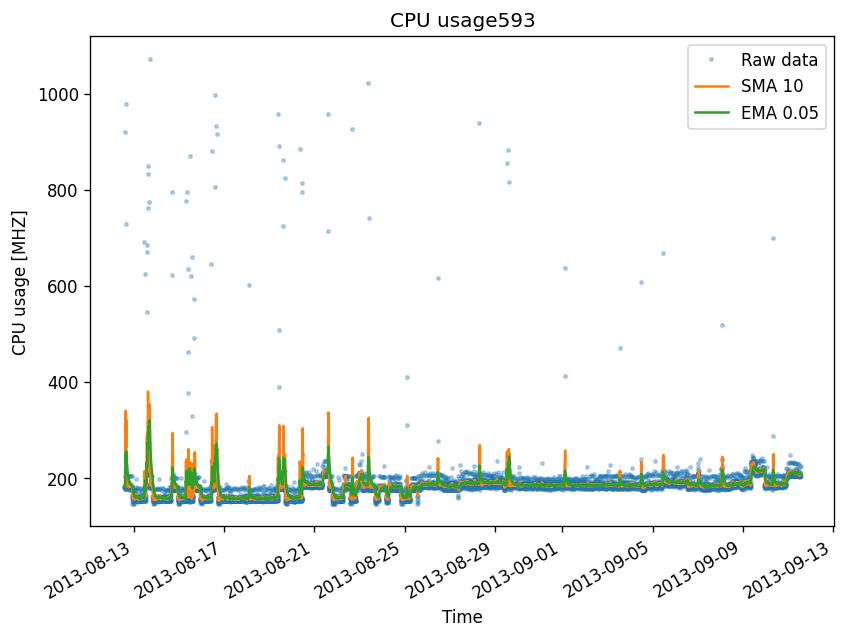 CPU usage593
Raw data
SMA 10
EMA 0.05
CPU usage [MHZ]
1000
800
600
400
200
2013-08-13
2013-08-17
2013-08-21
2013-08-25
2013-08-29
2013-09-01
2013-09-05
2013-09-09
2013-09-13
Time